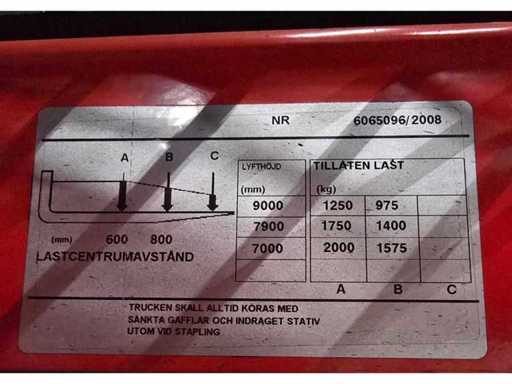 NR 6065096/2008
A B C
LYFTHÖJD TILLÅTEN LAST
(mm) (kg)
9000 1250 975
7900 1750 1400
7000 2000 1575
(mm) 600 800
LASTCENTRUMAVSTÅND
A B C
TRUCKEN SKALL ALLTID KÖRAS MED
SÄNKTA GAFFLAR OCH INDRAGET STATIV
UTOM VID STAPLING